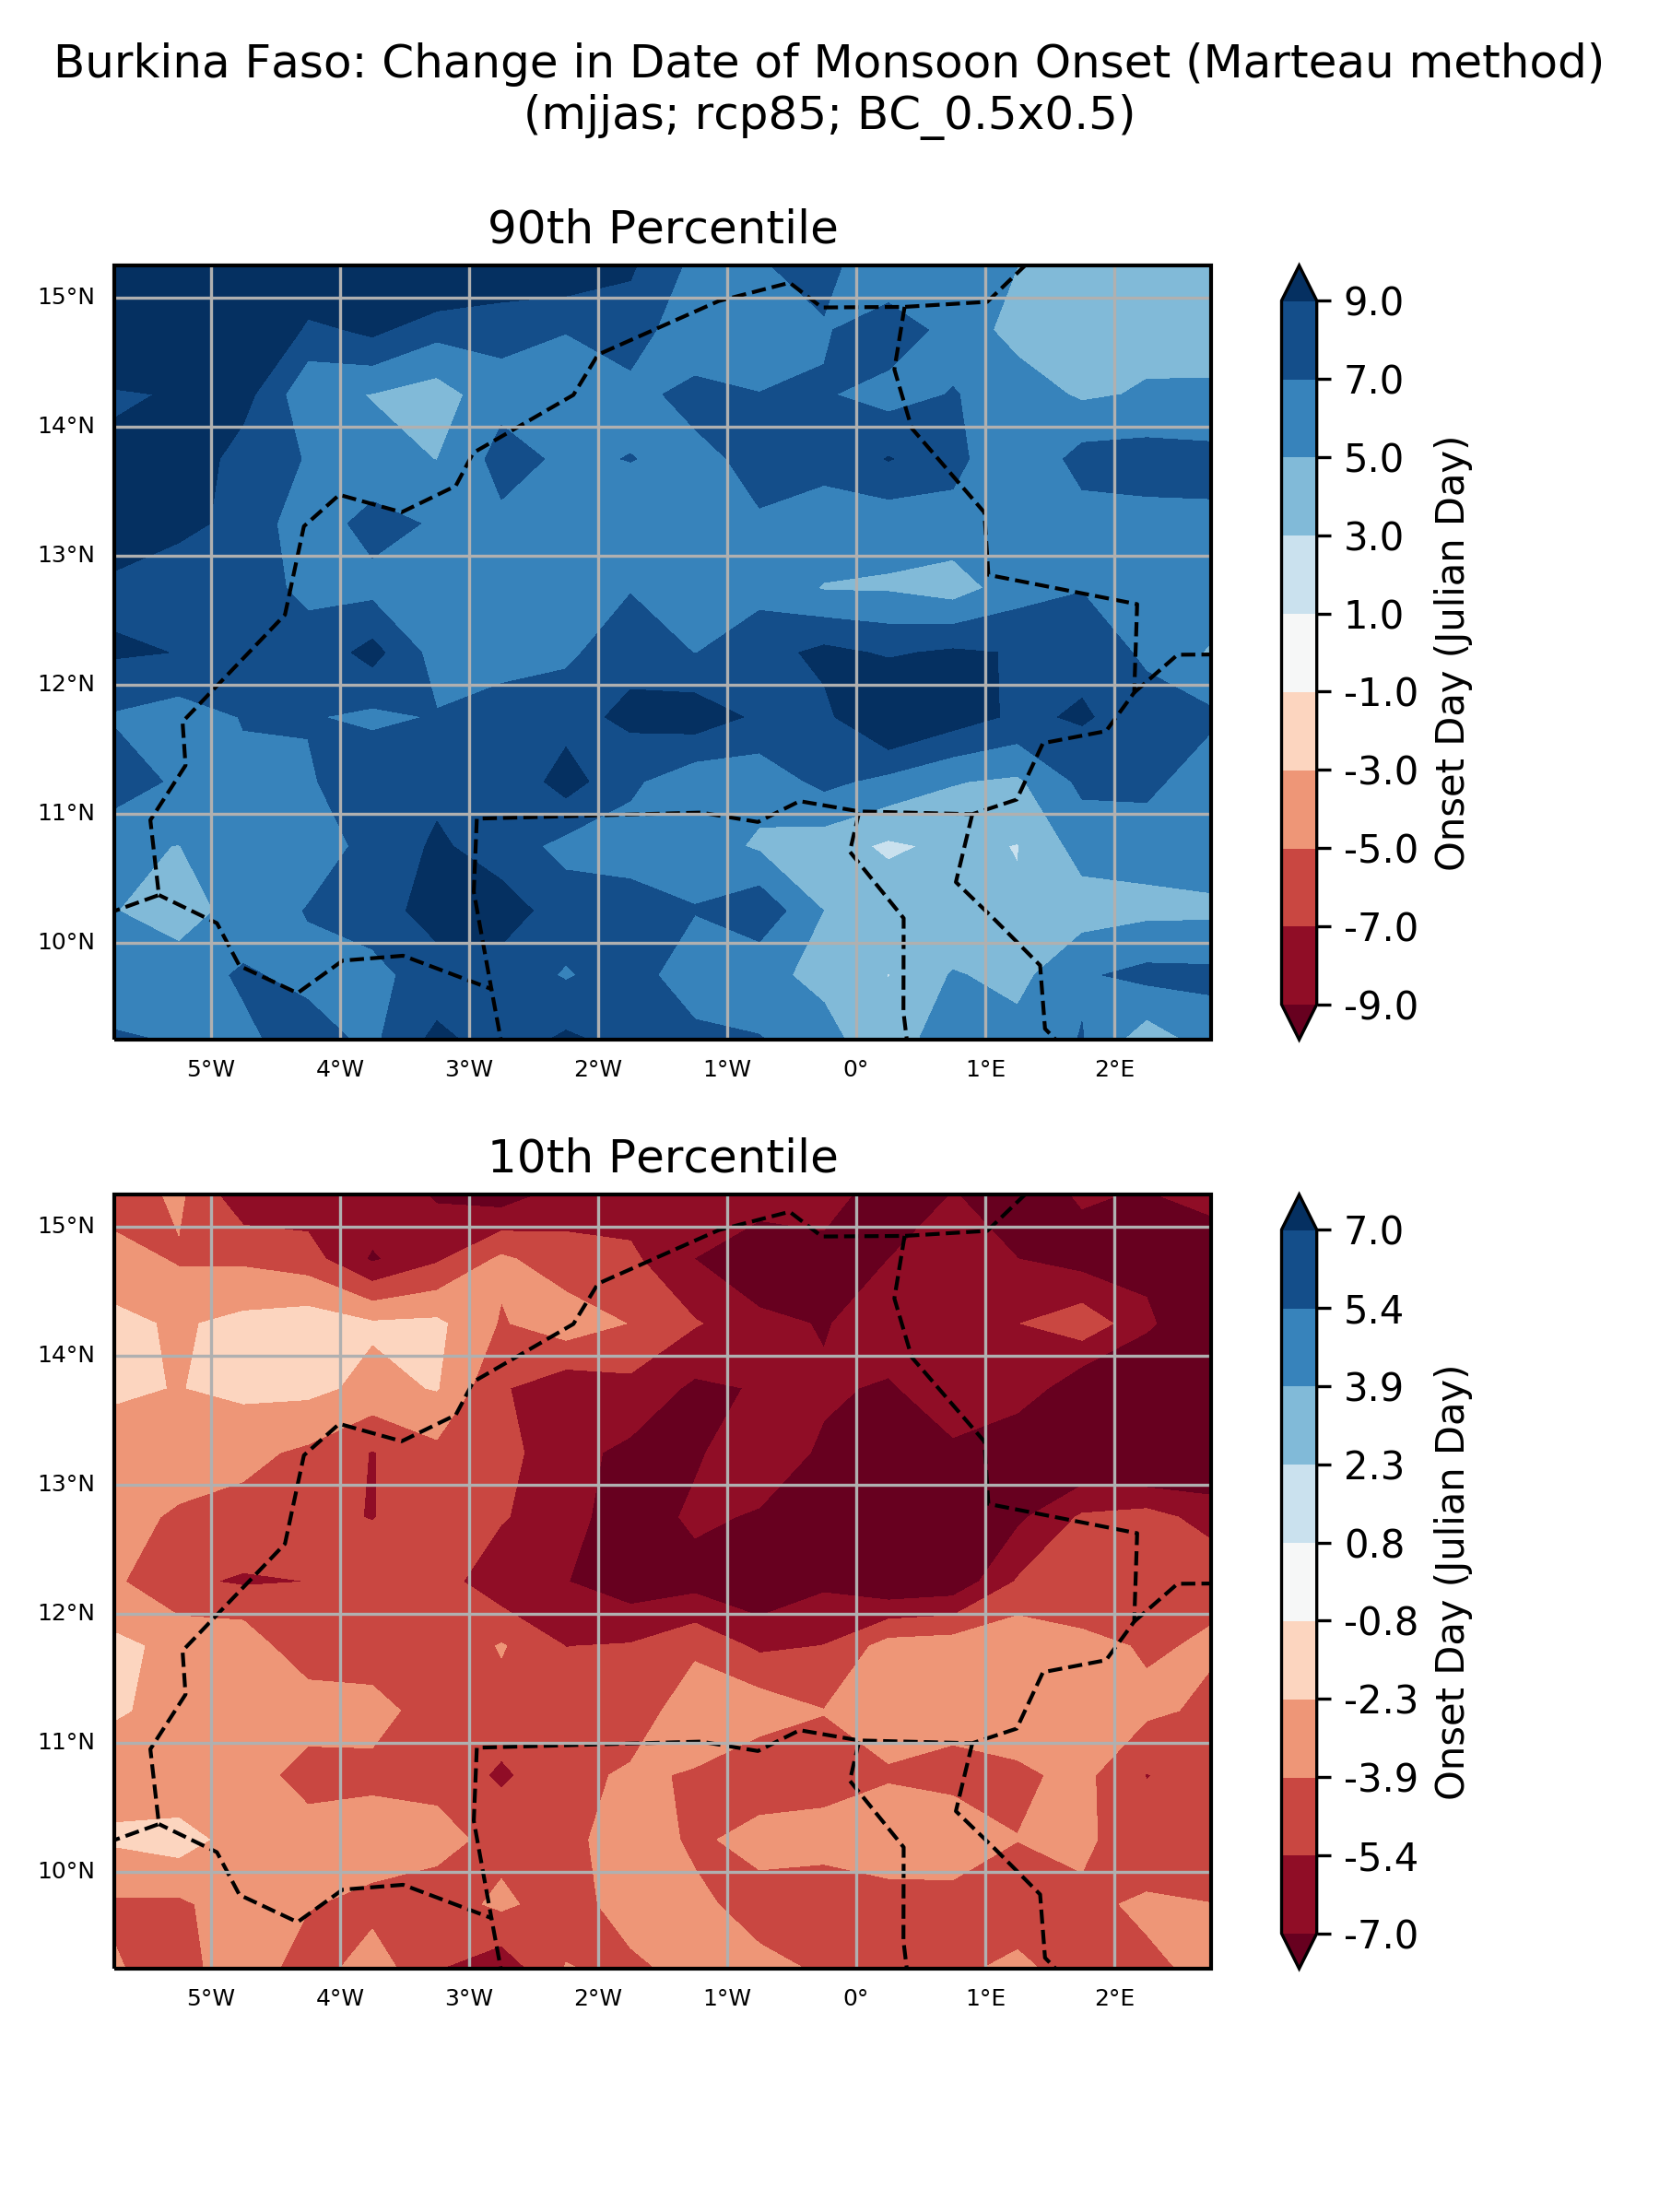 Burkina Faso: Change in Date of Monsoon Onset (Marteau method)
(mjjas; rcp85; BC_0.5x0.5)
90th Percentile
15°N
14°N
13°N
12°N
11°N
10°N
5°W 4°W 3°W 2°W 1°W 0° 1°E 2°E
9.0
7.0
5.0
3.0
1.0
-1.0
-3.0
-5.0
-7.0
-9.0
Onset Day (Julian Day)
10th Percentile
15°N
14°N
13°N
12°N
11°N
10°N
5°W 4°W 3°W 2°W 1°W 0° 1°E 2°E
7.0
5.4
3.9
2.3
0.8
-0.8
-2.3
-3.9
-5.4
-7.0
Onset Day (Julian Day)